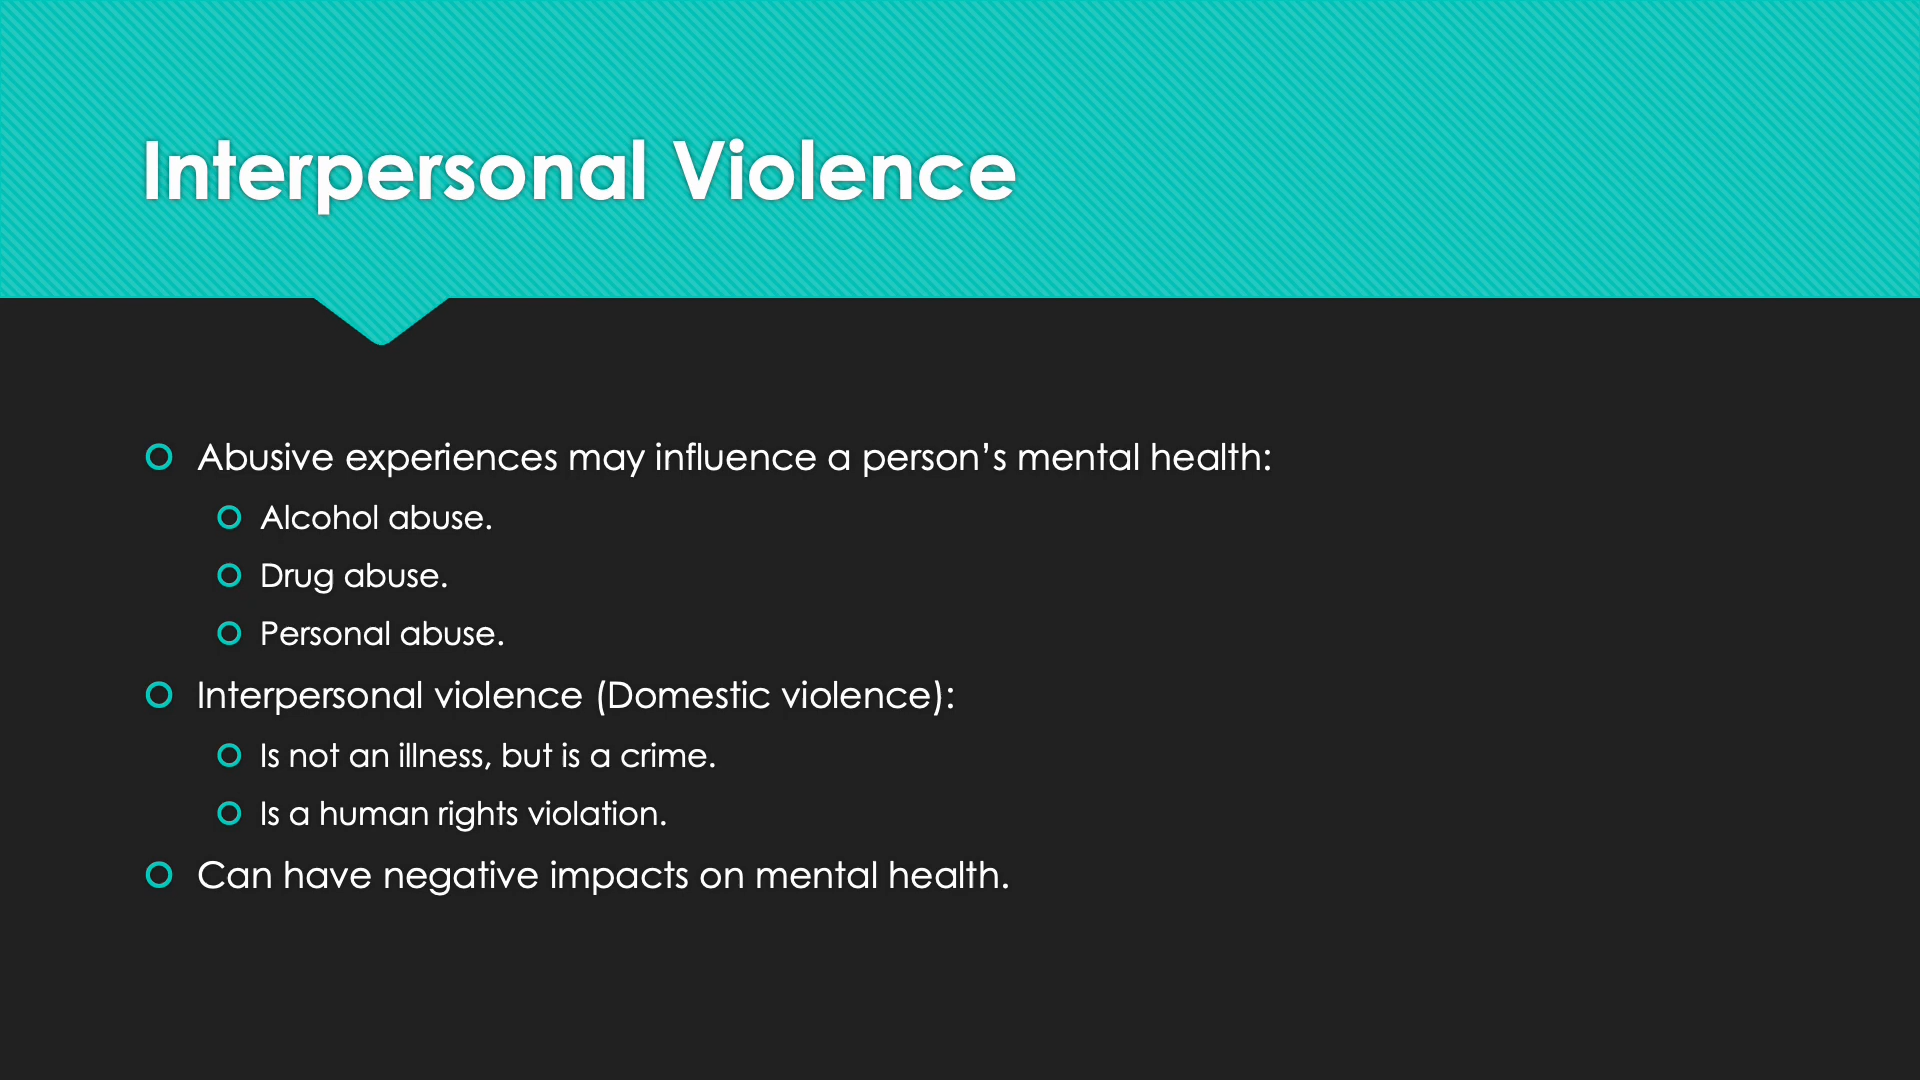 Interpersonal Violence
Abusive experiences may influence a person’s mental health:
Alcohol abuse.
Drug abuse.
Personal abuse.
Interpersonal violence (Domestic violence):
Is not an illness, but is a crime.
Is a human rights violation.
Can have negative impacts on mental health.